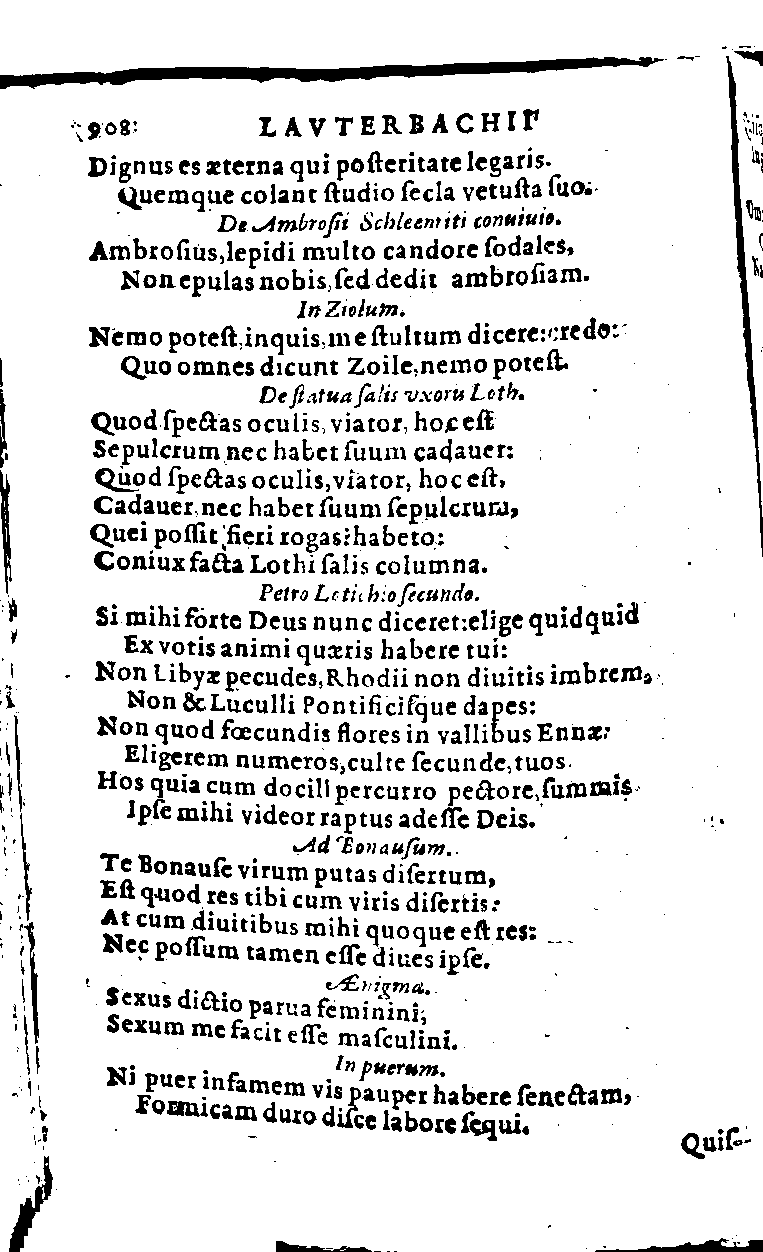 908 LAVTERBACHII
Dignus es æterna qui poſteritate legaris.
Quemque colant ſtudio ſecla vetuſta ſuo.
De Ambroſii Schleemiti conuiuio.
Ambroſius, lepidi multo candore ſodales,
Non epulas nobis, ſed dedit ambroſiam.
In Ziolum.
Nemo poteſt, inquis, me ſtultum dicere: credo:
Quo omnes dicunt Zoile, nemo poteſt.
De ſtatua ſalis vxoru Loth.
Quod ſpectas oculis, viator, hoc eſt
Sepulcrum nec habet ſuum cadauer:
Quod ſpectas oculis, viator, hoc eſt,
Cadauer, nec habet ſuum ſepulcrum,
Quei poſſit fieri rogas? habeto:
Coniux facta Lothi ſalis columna.
Petro Lotichio ſecundo.
Si mihi forte Deus nunc diceret: elige quidquid
Ex votis animi quæris habere tui:
Non Libyæ pecudes, Rhodii non diuitis imbrem,
Non & Luculli Pontificiſque dapes:
Non quod fœcundis flores in vallibus Ennæ:
Eligerem numeros, culte ſecunde, tuos.
Hos quia cum docili percurro pectore, ſummis
Ipſe mihi videor raptus adeſſe Deis.
Ad Bonauſum.
Te Bonauſe virum putas diſertum,
Eſt quod res tibi cum viris diſertis:
At cum diuitibus mihi quoque eſt res:
Nec poſſum tamen eſſe diues ipſe.
Ænigma.
Sexus dictio parua feminini,
Sexum me facit eſſe maſculini.
In puerum.
Ni puer infamem vis pauper habere ſenectam,
Formicam duro diſce labore ſequi.
Quiſ-